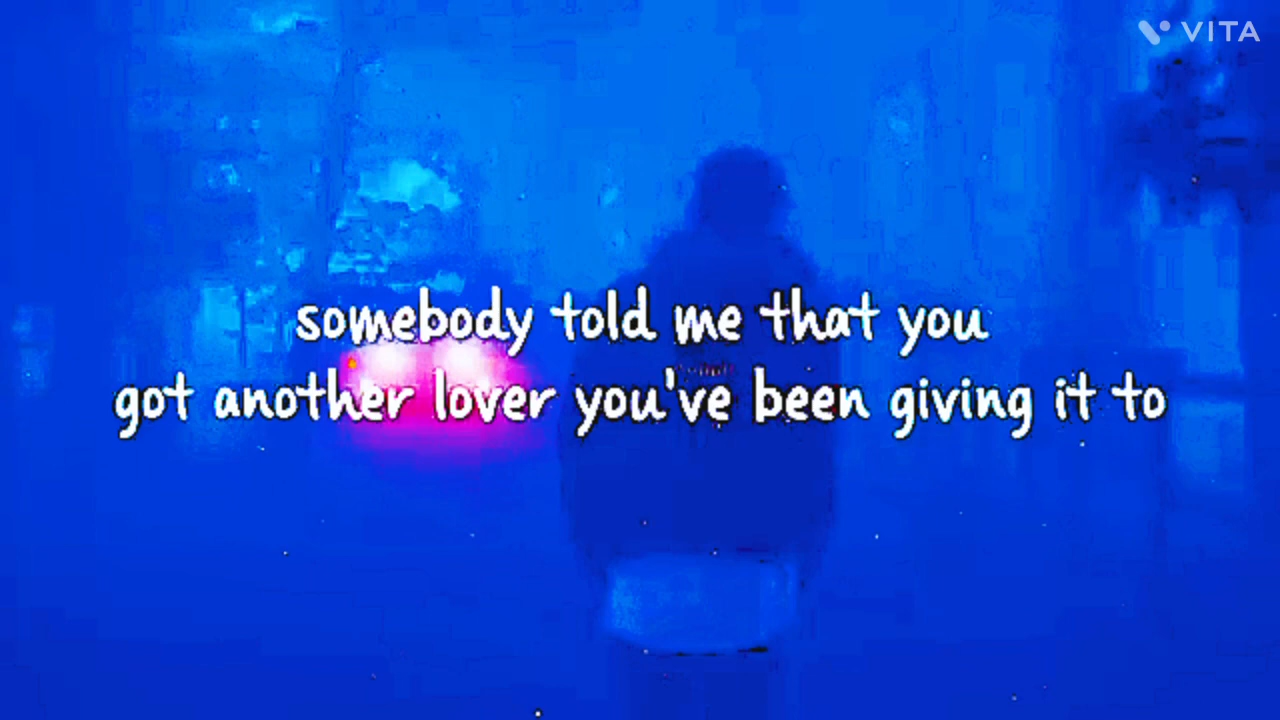 VITA
somebody told me that you
got another lover you've been giving it to